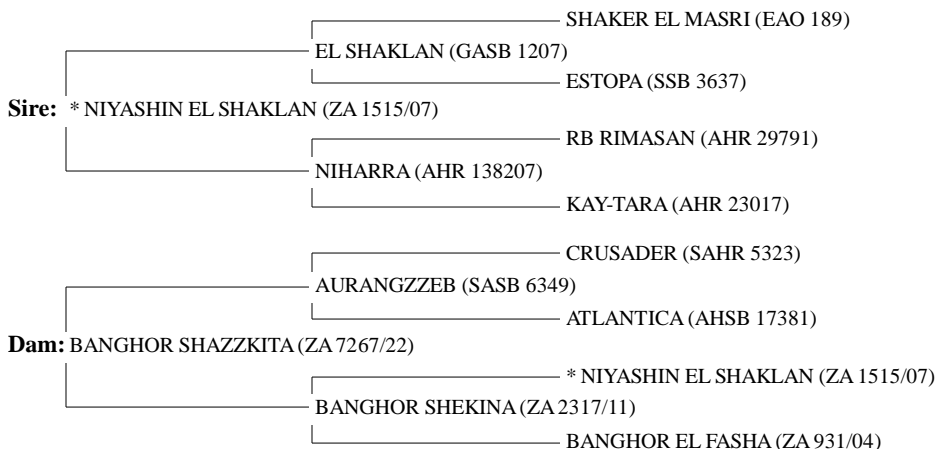 SHAKER EL MASRI (EAO 189)
EL SHAKLAN (GASB 1207)
ESTOPA (SSB 3637)
Sire: * NIYASHIN EL SHAKLAN (ZA 1515/07)
RB RIMASAN (AHR 29791)
NIHARRA (AHR 138207)
KAY-TARA (AHR 23017)
CRUSADER (SAHR 5323)
AURANGZZEB (SASB 6349)
ATLANTICA (AHSB 17381)
Dam: BANGHOR SHAZZKITA (ZA 7267/22)
* NIYASHIN EL SHAKLAN (ZA 1515/07)
BANGHOR SHEKINA (ZA 2317/11)
BANGHOR EL FASHA (ZA 931/04)